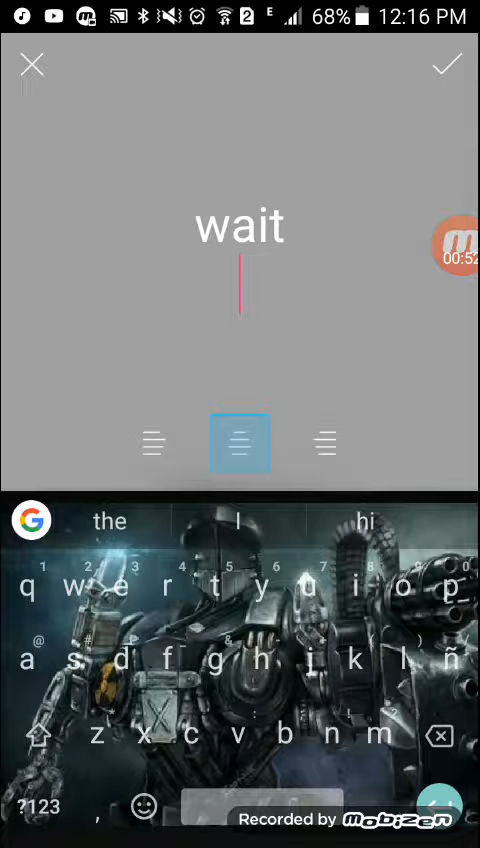 2 E 68% 12:16 PM
wait
00:52
the I hi
1 2 3 4 5 6 7 8 9 0
q w e r t y u i o p
@ # & + )
a s d f g h j k l ñ
z x c v b n m
?123 ,
Recorded by mobizen